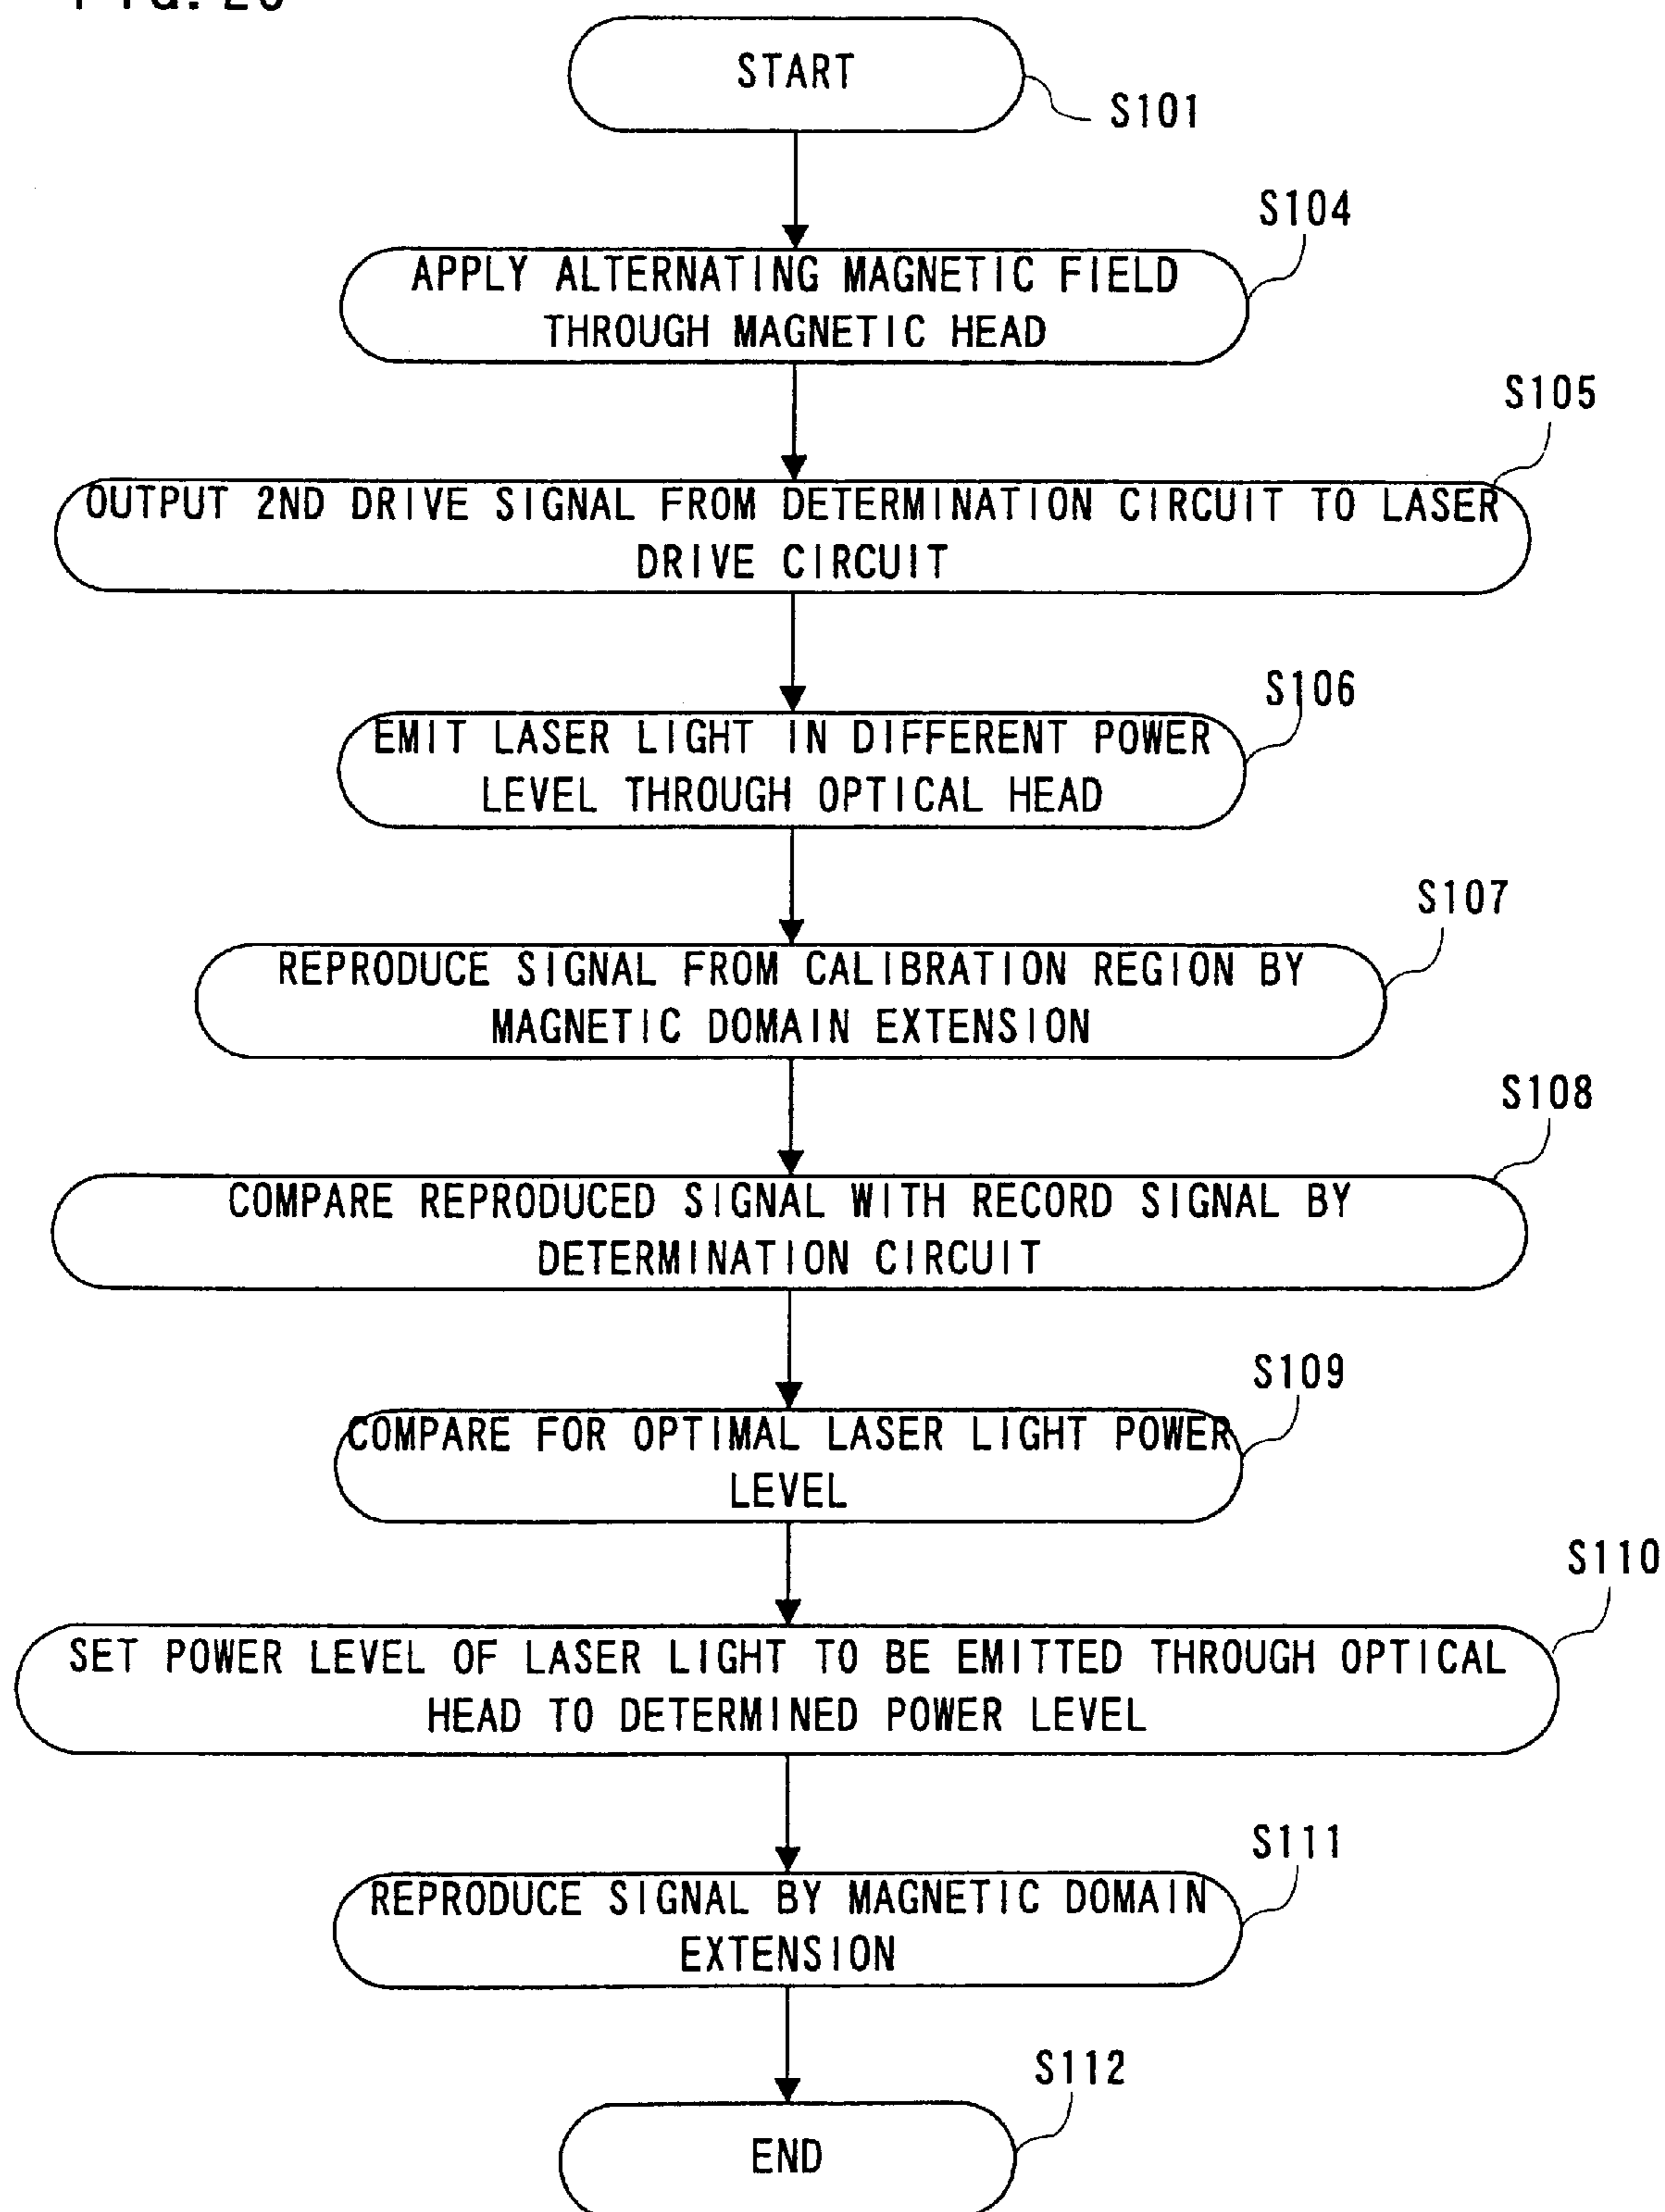 START
S101
S104
APPLY ALTERNATING MAGNETIC FIELD
THROUGH MAGNETIC HEAD
S105
OUTPUT 2ND DRIVE SIGNAL FROM DETERMINATION CIRCUIT TO LASER
DRIVE CIRCUIT
S106
EMIT LASER LIGHT IN DIFFERENT POWER
LEVEL THROUGH OPTICAL HEAD
S107
REPRODUCE SIGNAL FROM CALIBRATION REGION BY
MAGNETIC DOMAIN EXTENSION
S108
COMPARE REPRODUCED SIGNAL WITH RECORD SIGNAL BY
DETERMINATION CIRCUIT
S109
COMPARE FOR OPTIMAL LASER LIGHT POWER
LEVEL
S110
SET POWER LEVEL OF LASER LIGHT TO BE EMITTED THROUGH OPTICAL
HEAD TO DETERMINED POWER LEVEL
S111
REPRODUCE SIGNAL BY MAGNETIC DOMAIN
EXTENSION
S112
END